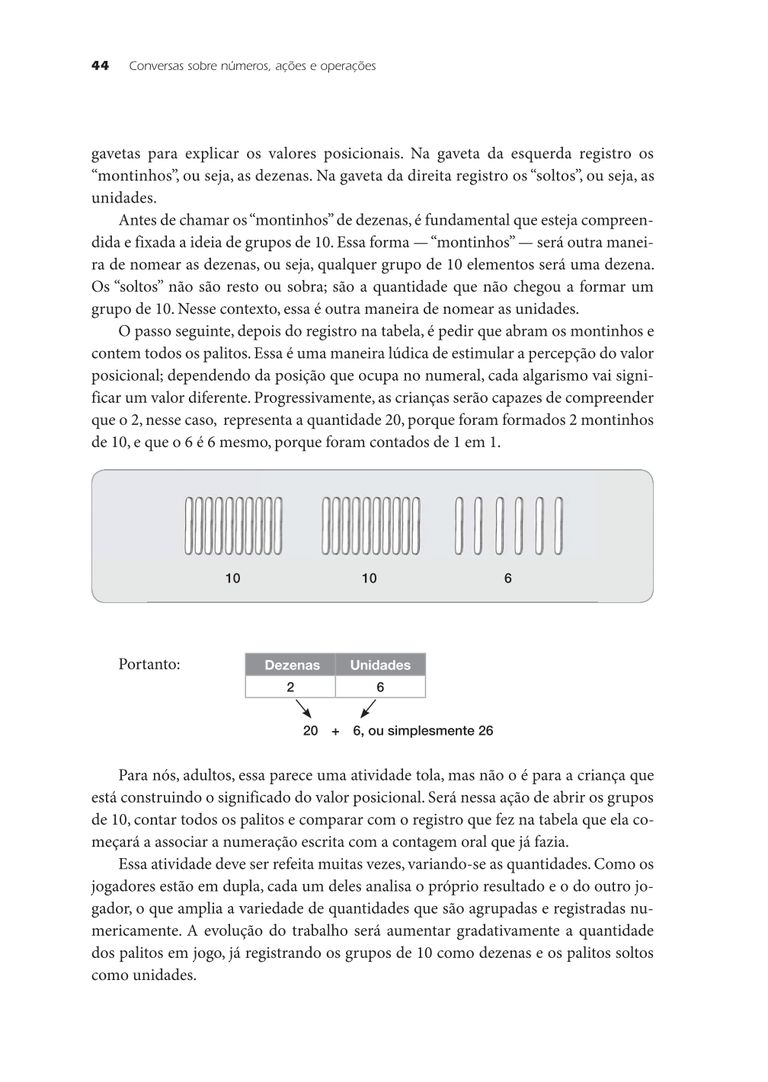 44 Conversas sobre números, ações e operações
gavetas para explicar os valores posicionais. Na gaveta da esquerda registro os
“montinhos”, ou seja, as dezenas. Na gaveta da direita registro os “soltos”, ou seja, as
unidades.
Antes de chamar os “montinhos” de dezenas, é fundamental que esteja compreen-
dida e fixada a ideia de grupos de 10. Essa forma — “montinhos” — será outra manei-
ra de nomear as dezenas, ou seja, qualquer grupo de 10 elementos será uma dezena.
Os “soltos” não são resto ou sobra; são a quantidade que não chegou a formar um
grupo de 10. Nesse contexto, essa é outra maneira de nomear as unidades.
O passo seguinte, depois do registro na tabela, é pedir que abram os montinhos e
contem todos os palitos. Essa é uma maneira lúdica de estimular a percepção do valor
posicional; dependendo da posição que ocupa no numeral, cada algarismo vai signi-
ficar um valor diferente. Progressivamente, as crianças serão capazes de compreender
que o 2, nesse caso, representa a quantidade 20, porque foram formados 2 montinhos
de 10, e que o 6 é 6 mesmo, porque foram contados de 1 em 1.
10 10 6
Portanto:
Dezenas Unidades
2 6
20 + 6, ou simplesmente 26
Para nós, adultos, essa parece uma atividade tola, mas não o é para a criança que
está construindo o significado do valor posicional. Será nessa ação de abrir os grupos
de 10, contar todos os palitos e comparar com o registro que fez na tabela que ela co-
meçará a associar a numeração escrita com a contagem oral que já fazia.
Essa atividade deve ser refeita muitas vezes, variando-se as quantidades. Como os
jogadores estão em dupla, cada um deles analisa o próprio resultado e o do outro jo-
gador, o que amplia a variedade de quantidades que são agrupadas e registradas nu-
mericamente. A evolução do trabalho será aumentar gradativamente a quantidade
dos palitos em jogo, já registrando os grupos de 10 como dezenas e os palitos soltos
como unidades.